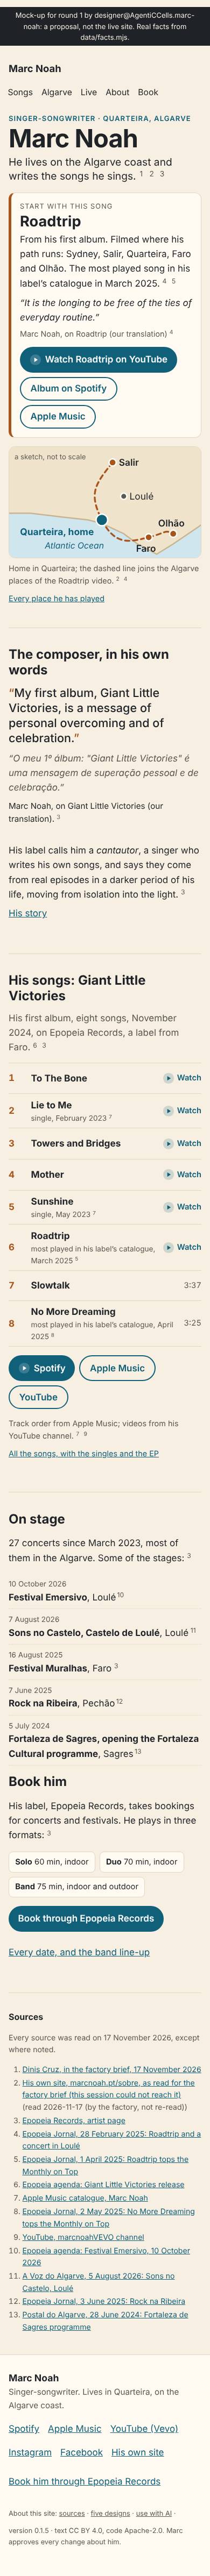 Mock-up for round 1 by designer@AgentiCCells.marc-
noah: a proposal, not the live site. Real facts from
data/facts.mjs.
Marc Noah
Songs Algarve Live About Book
SINGER-SONGWRITER · QUARTEIRA, ALGARVE
Marc Noah
He lives on the Algarve coast and
writes the songs he sings. 1 2 3
START WITH THIS SONG
Roadtrip
From his first album. Filmed where his
path runs: Sydney, Salir, Quarteira, Faro
and Olhão. The most played song in his
label's catalogue in March 2025. 4 5
“It is the longing to be free of the ties of
everyday routine.”
Marc Noah, on Roadtrip (our translation) 4
Watch Roadtrip on YouTube
Album on Spotify
Apple Music
a sketch, not to scale
Salir
Loulé
Olhão
Quarteira, home
Atlantic Ocean
Faro
Home in Quarteira; the dashed line joins the Algarve
places of the Roadtrip video. 2 4
Every place he has played
The composer, in his own
words
“My first album, Giant Little
Victories, is a message of
personal overcoming and of
celebration.”
“O meu 1º álbum: "Giant Little Victories" é
uma mensagem de superação pessoal e de
celebração.”
Marc Noah, on Giant Little Victories (our
translation). 3
His label calls him a cantautor, a singer who
writes his own songs, and says they come
from real episodes in a darker period of his
life, moving from isolation into the light. 3
His story
His songs: Giant Little
Victories
His first album, eight songs, November
2024, on Epopeia Records, a label from
Faro. 6 3
1 To The Bone Watch
2 Lie to Me Watch
single, February 2023 7
3 Towers and Bridges Watch
4 Mother Watch
5 Sunshine Watch
single, May 2023 7
6 Roadtrip Watch
most played in his label's catalogue,
March 2025 5
7 Slowtalk 3:37
8 No More Dreaming 3:25
most played in his label's catalogue, April
2025 8
Spotify
Apple Music
YouTube
Track order from Apple Music; videos from his
YouTube channel. 7 9
All the songs, with the singles and the EP
On stage
27 concerts since March 2023, most of
them in the Algarve. Some of the stages: 3
10 October 2026
Festival Emersivo, Loulé 10
7 August 2026
Sons no Castelo, Castelo de Loulé, Loulé 11
16 August 2025
Festival Muralhas, Faro 3
7 June 2025
Rock na Ribeira, Pechão 12
5 July 2024
Fortaleza de Sagres, opening the Fortaleza
Cultural programme, Sagres 13
Book him
His label, Epopeia Records, takes bookings
for concerts and festivals. He plays in three
formats: 3
Solo 60 min, indoor
Duo 70 min, indoor
Band 75 min, indoor and outdoor
Book through Epopeia Records
Every date, and the band line-up
Sources
Every source was read on 17 November 2026, except
where noted.
1. Dinis Cruz, in the factory brief, 17 November 2026
2. His own site, marcnoah.pt/sobre, as read for the
factory brief (this session could not reach it)
(read 2026-11-17 (by the factory, not re-read))
3. Epopeia Records, artist page
4. Epopeia Jornal, 28 February 2025: Roadtrip and a
concert in Loulé
5. Epopeia Jornal, 1 April 2025: Roadtrip tops the
Monthly on Top
6. Epopeia agenda: Giant Little Victories release
7. Apple Music catalogue, Marc Noah
8. Epopeia Jornal, 2 May 2025: No More Dreaming
tops the Monthly on Top
9. YouTube, marcnoahVEVO channel
10. Epopeia agenda: Festival Emersivo, 10 October
2026
11. A Voz do Algarve, 5 August 2026: Sons no
Castelo, Loulé
12. Epopeia Jornal, 3 June 2025: Rock na Ribeira
13. Postal do Algarve, 28 June 2024: Fortaleza de
Sagres programme
Marc Noah
Singer-songwriter. Lives in Quarteira, on the
Algarve coast.
Spotify Apple Music YouTube (Vevo)
Instagram Facebook His own site
Book him through Epopeia Records
About this site: sources · five designs · use with AI ·
version 0.1.5 · text CC BY 4.0, code Apache-2.0. Marc
approves every change about him.